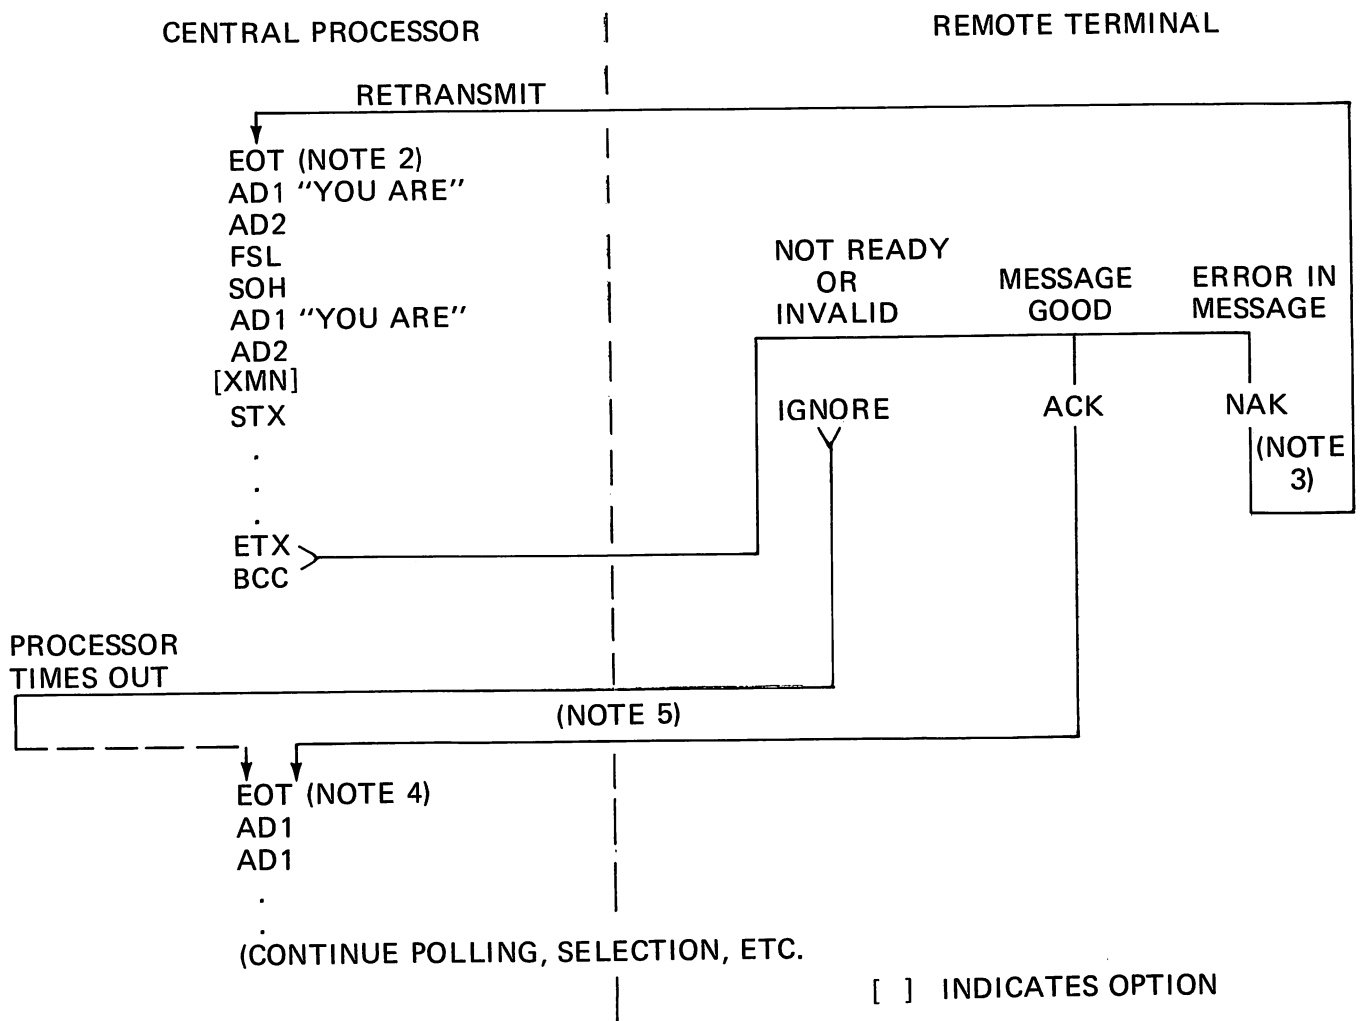 CENTRAL PROCESSOR
REMOTE TERMINAL
RETRANSMIT
EOT (NOTE 2)
AD1 "YOU ARE"
AD2
FSL
SOH
AD1 "YOU ARE"
AD2
[XMN]
STX
.
.
.
ETX
BCC
NOT READY
OR
INVALID
MESSAGE
GOOD
ERROR IN
MESSAGE
IGNORE
ACK
NAK
(NOTE
3)
PROCESSOR
TIMES OUT
(NOTE 5)
EOT (NOTE 4)
AD1
AD1
.
.
(CONTINUE POLLING, SELECTION, ETC.
[ ] INDICATES OPTION